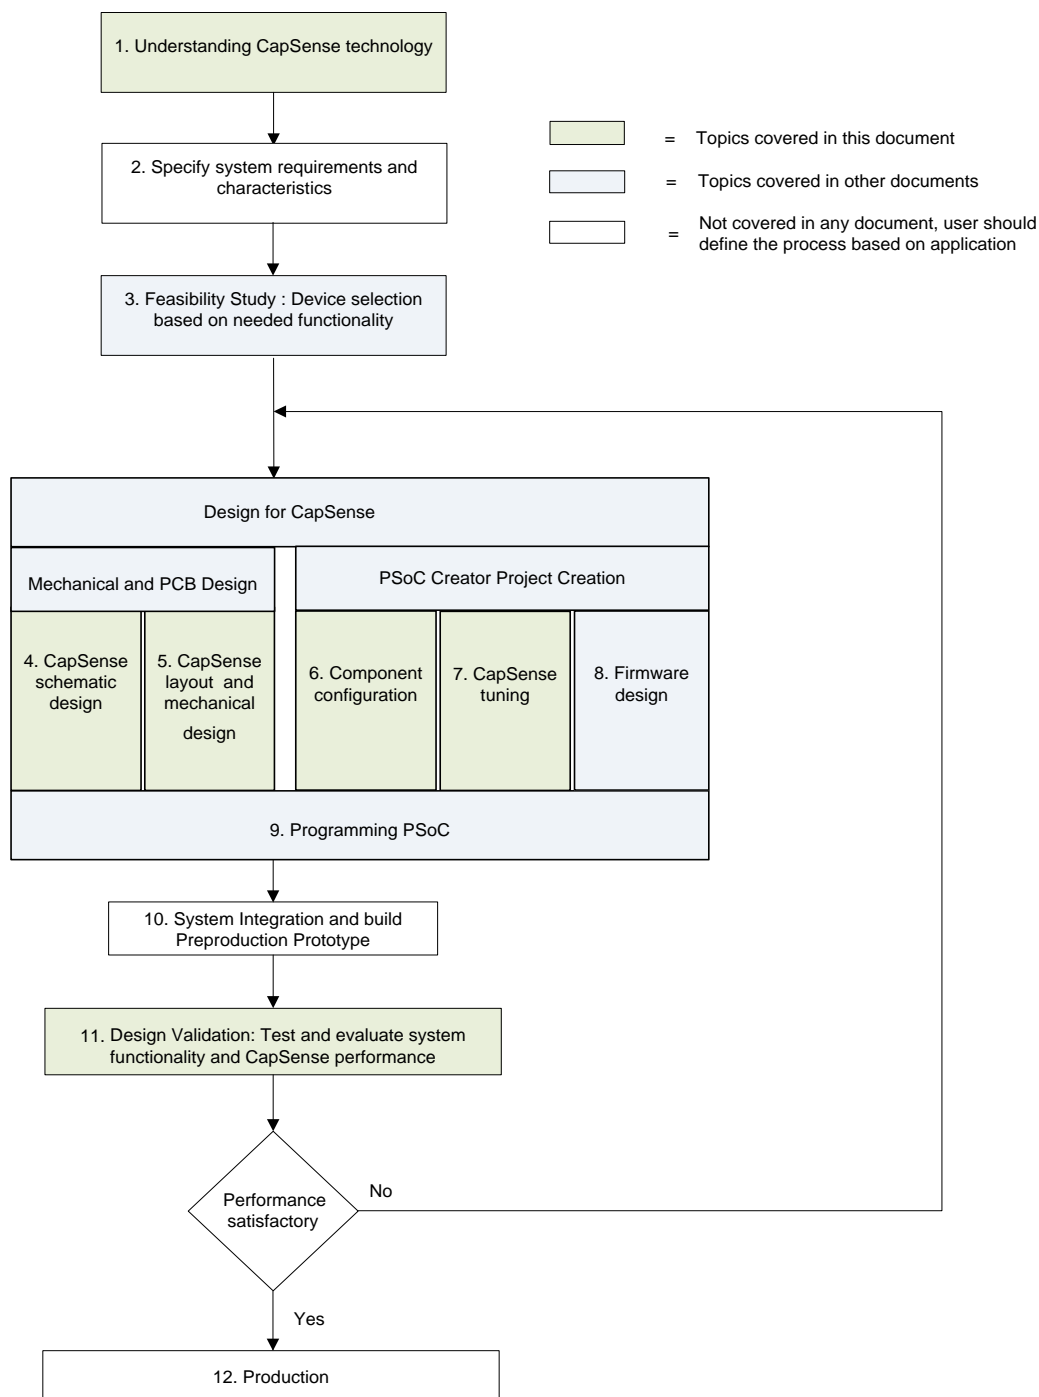 1. Understanding CapSense technology
= Topics covered in this document
2. Specify system requirements and
characteristics
= Topics covered in other documents
= Not covered in any document, user should
define the process based on application
3. Feasibility Study : Device selection
based on needed functionality
Design for CapSense
Mechanical and PCB Design
PSoC Creator Project Creation
4. CapSense
schematic
design
5. CapSense
layout and
mechanical
design
6. Component
configuration
7. CapSense
tuning
8. Firmware
design
9. Programming PSoC
10. System Integration and build
Preproduction Prototype
11. Design Validation: Test and evaluate system
functionality and CapSense performance
Performance
satisfactory
No
Yes
12. Production